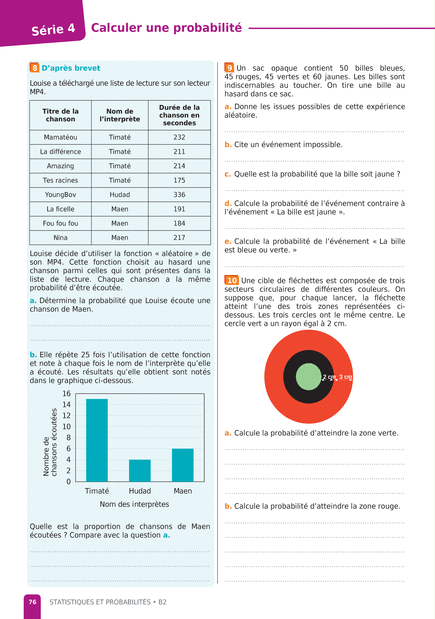 Série 4
Calculer une probabilité
8 D'après brevet
Louise a téléchargé une liste de lecture sur son lecteur
MP4.
Titre de la chanson Nom de l'interprète Durée de la chanson en secondes
Mamatéou Timaté 232
La différence Timaté 211
Amazing Timaté 214
Tes racines Timaté 175
YoungBov Hudad 336
La ficelle Maen 191
Fou fou fou Maen 184
Nina Maen 217
Louise décide d'utiliser la fonction « aléatoire » de
son MP4. Cette fonction choisit au hasard une
chanson parmi celles qui sont présentes dans la
liste de lecture. Chaque chanson a la même
probabilité d'être écoutée.
a. Détermine la probabilité que Louise écoute une
chanson de Maen.
b. Elle répète 25 fois l'utilisation de cette fonction
et note à chaque fois le nom de l'interprète qu'elle
a écouté. Les résultats qu'elle obtient sont notés
dans le graphique ci-dessous.
Nombre de
chansons écoutées
16
14
12
10
8
6
4
2
0
Timaté Hudad Maen
Nom des interprètes
Quelle est la proportion de chansons de Maen
écoutées ? Compare avec la question a.
9 Un sac opaque contient 50 billes bleues,
45 rouges, 45 vertes et 60 jaunes. Les billes sont
indiscernables au toucher. On tire une bille au
hasard dans ce sac.
a. Donne les issues possibles de cette expérience
aléatoire.
b. Cite un événement impossible.
c. Quelle est la probabilité que la bille soit jaune ?
d. Calcule la probabilité de l'événement contraire à
l'événement « La bille est jaune ».
e. Calcule la probabilité de l'événement « La bille
est bleue ou verte. »
10 Une cible de fléchettes est composée de trois
secteurs circulaires de différentes couleurs. On
suppose que, pour chaque lancer, la fléchette
atteint l'une des trois zones représentées ci-
dessous. Les trois cercles ont le même centre. Le
cercle vert a un rayon égal à 2 cm.
2 cm 3 cm
a. Calcule la probabilité d'atteindre la zone verte.
b. Calcule la probabilité d'atteindre la zone rouge.
76 STATISTIQUES ET PROBABILITÉS • B2